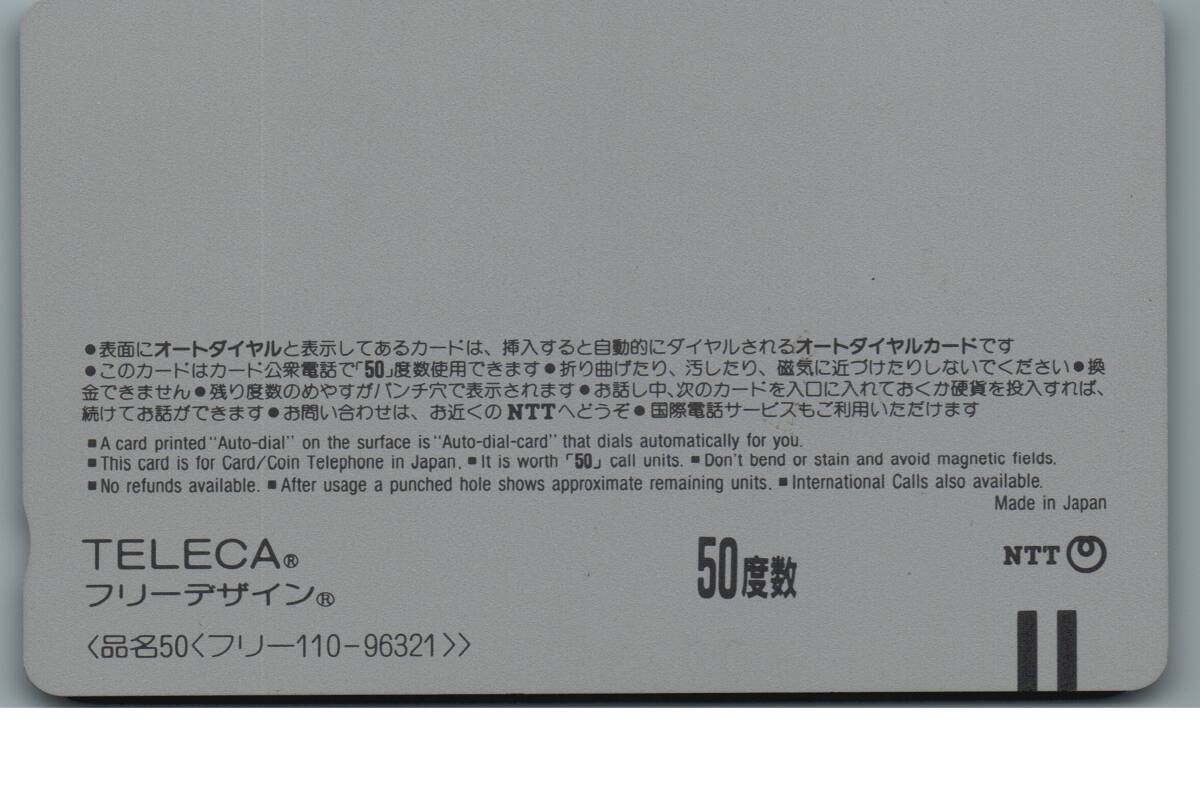 ●表面にオートダイヤルと表示してあるカードは、挿入すると自動的にダイヤルされるオートダイヤルカードです
●このカードはカード公衆電話で「50」度数使用できます●折り曲げたり、汚したり、磁気に近づけたりしないでください●換
金できません●残り度数のめやすがパンチ穴で表示されます●お話し中、次のカードを入口に入れておくか硬貨を投入すれば、
続けてお話ができます●お問い合わせは、お近くのNTTへどうぞ●国際電話サービスもご利用いただけます
■A card printed "Auto-dial" on the surface is "Auto-dial-card" that dials automatically for you.
■This card is for Card/Coin Telephone in Japan. ■It is worth「50」call units. ■Don't bend or stain and avoid magnetic fields.
■No refunds available. ■After usage a punched hole shows approximate remaining units. ■International Calls also available.
Made in Japan
TELECA®
フリーデザイン®
50度数
NTT
〈品名50〈フリー110-96321〉〉